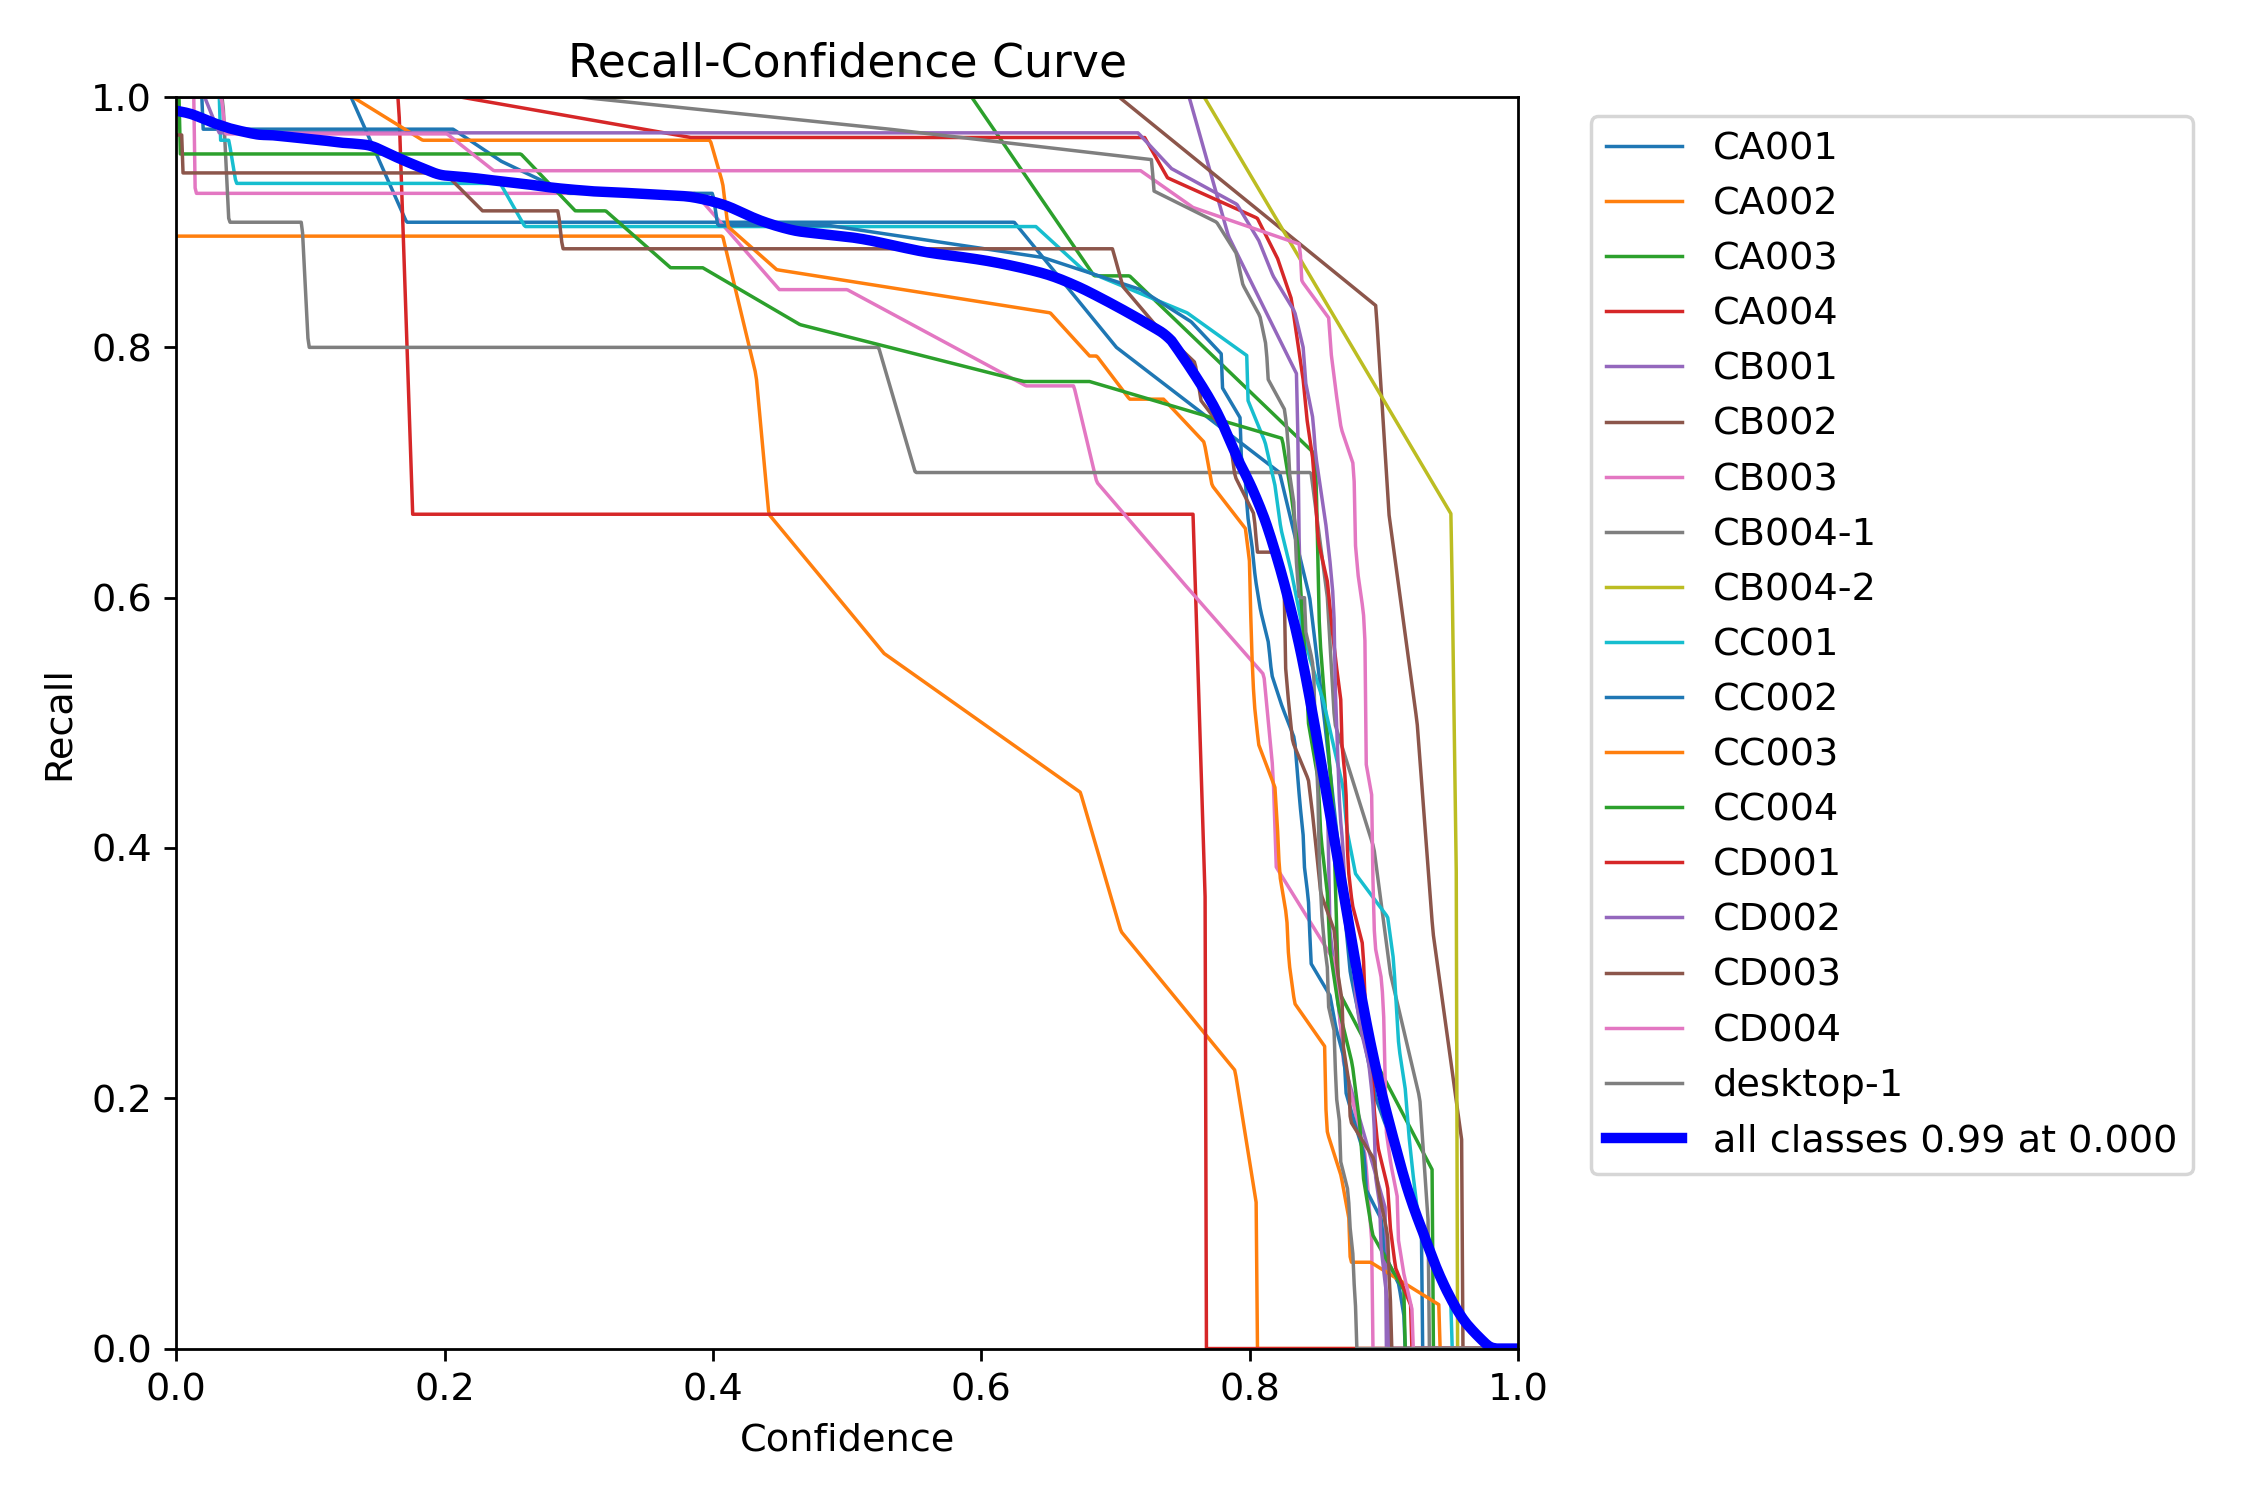 Recall-Confidence Curve
1.0
0.8
0.6
0.4
0.2
0.0
Recall
0.0 0.2 0.4 0.6 0.8 1.0
Confidence
CA001
CA002
CA003
CA004
CB001
CB002
CB003
CB004-1
CB004-2
CC001
CC002
CC003
CC004
CD001
CD002
CD003
CD004
desktop-1
all classes 0.99 at 0.000